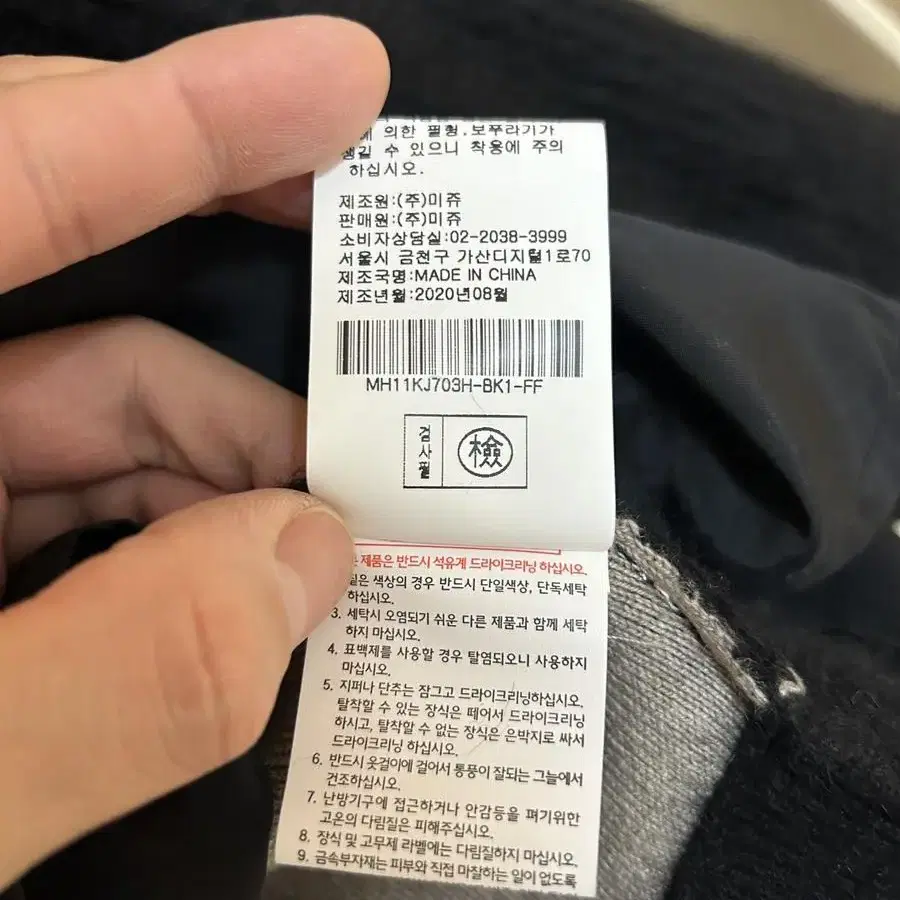 에 의한 필링,보푸라기가
생길 수 있으니 착용에 주의
하십시오.
제조원:(주)미쥬
판매원:(주)미쥬
소비자상담실:02-2038-3999
서울시 금천구 가산디지털1로70
제조국명:MADE IN CHINA
제조년월:2020년08월
MH11KJ703H-BK1-FF
검사필
檢
제품은 반드시 석유계 드라이크리닝 하십시오.
짙은 색상의 경우 반드시 단일색상, 단독세탁
하십시오.
3. 세탁시 오염되기 쉬운 다른 제품과 함께 세탁
하지 마십시오.
4. 표백제를 사용할 경우 탈염되오니 사용하지
마십시오.
5. 지퍼나 단추는 잠그고 드라이크리닝하십시오.
탈착할 수 있는 장식은 떼어서 드라이크리닝
하시고, 탈착할 수 없는 장식은 은박지로 싸서
드라이크리닝 하십시오.
6. 반드시 옷걸이에 걸어서 통풍이 잘되는 그늘에서
건조하십시오.
7. 난방기구에 접근하거나 안감등을 펴기위한
고온의 다림질은 피해주십시오.
8. 장식 및 고무제 라벨에는 다림질하지 마십시오.
9. 금속부자재는 피부와 직접 마찰하는 일이 없도록